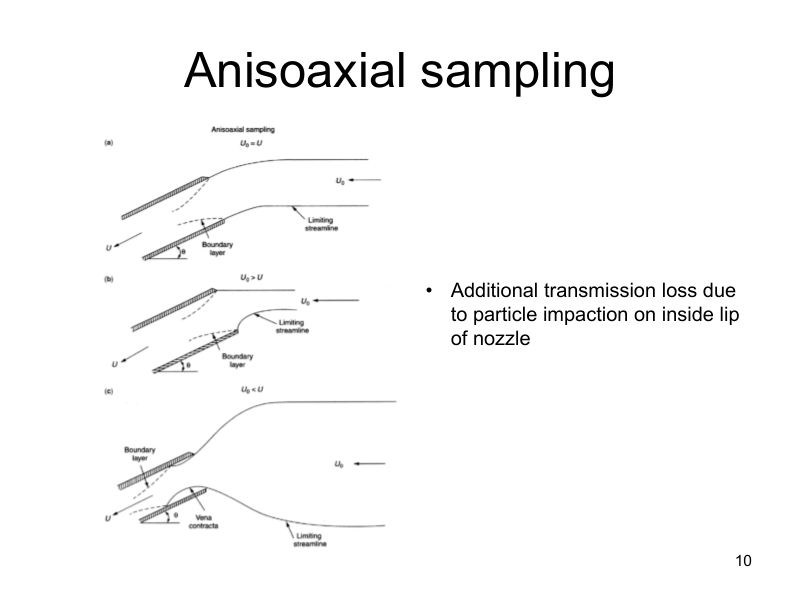 Anisoaxial sampling
Anisoaxial sampling
(a)
U₀ = U
U₀
Limiting
streamline
U
Boundary
layer
θ
(b)
U₀ > U
U₀
Limiting
streamline
Boundary
layer
U
θ
(c)
U₀ < U
Boundary
layer
U₀
U
θ
Vena
contracta
Limiting
streamline
• Additional transmission loss due
to particle impaction on inside lip
of nozzle
10